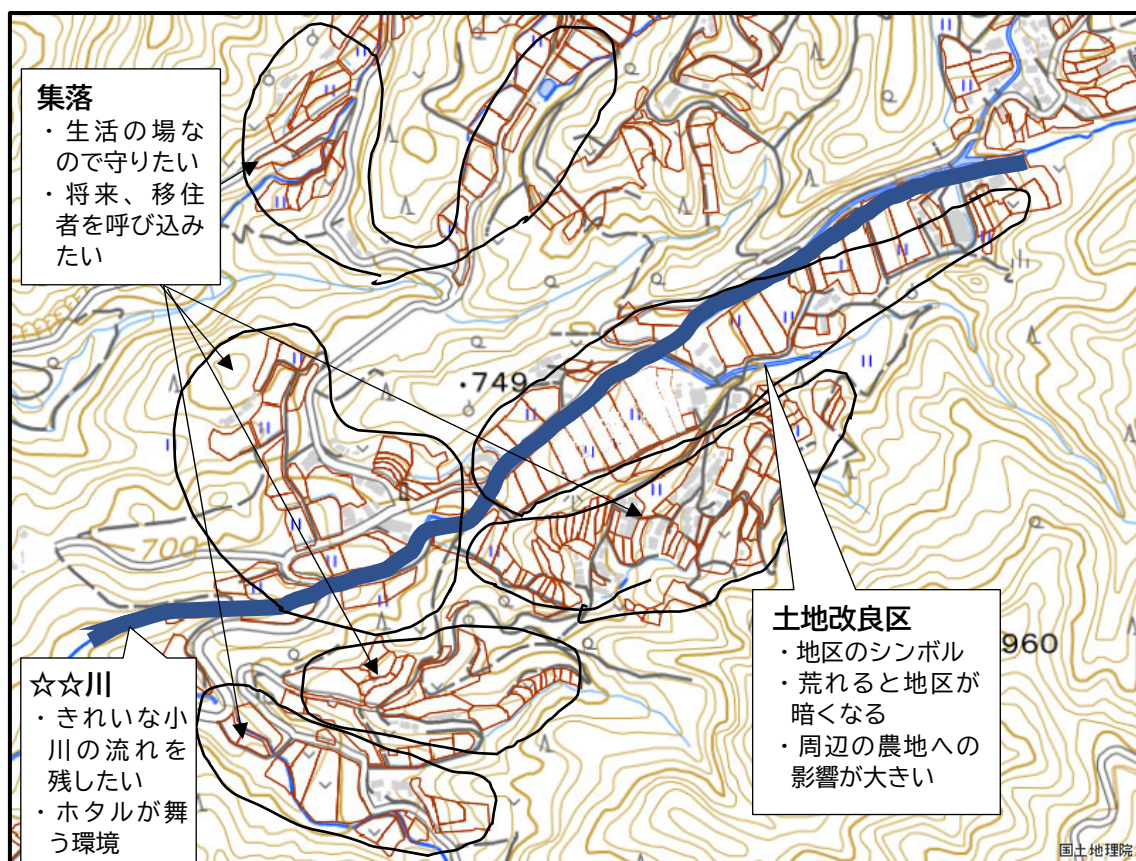 集落
・生活の場な
ので守りたい
・将来、移住
者を呼び込み
たい
・749
700
960
土地改良区
・地区のシンボル
・荒れると地区が
暗くなる
・周辺の農地への
影響が大きい
☆☆川
・きれいな小
川の流れを
残したい
・ホタルが舞
う環境
国土地理院